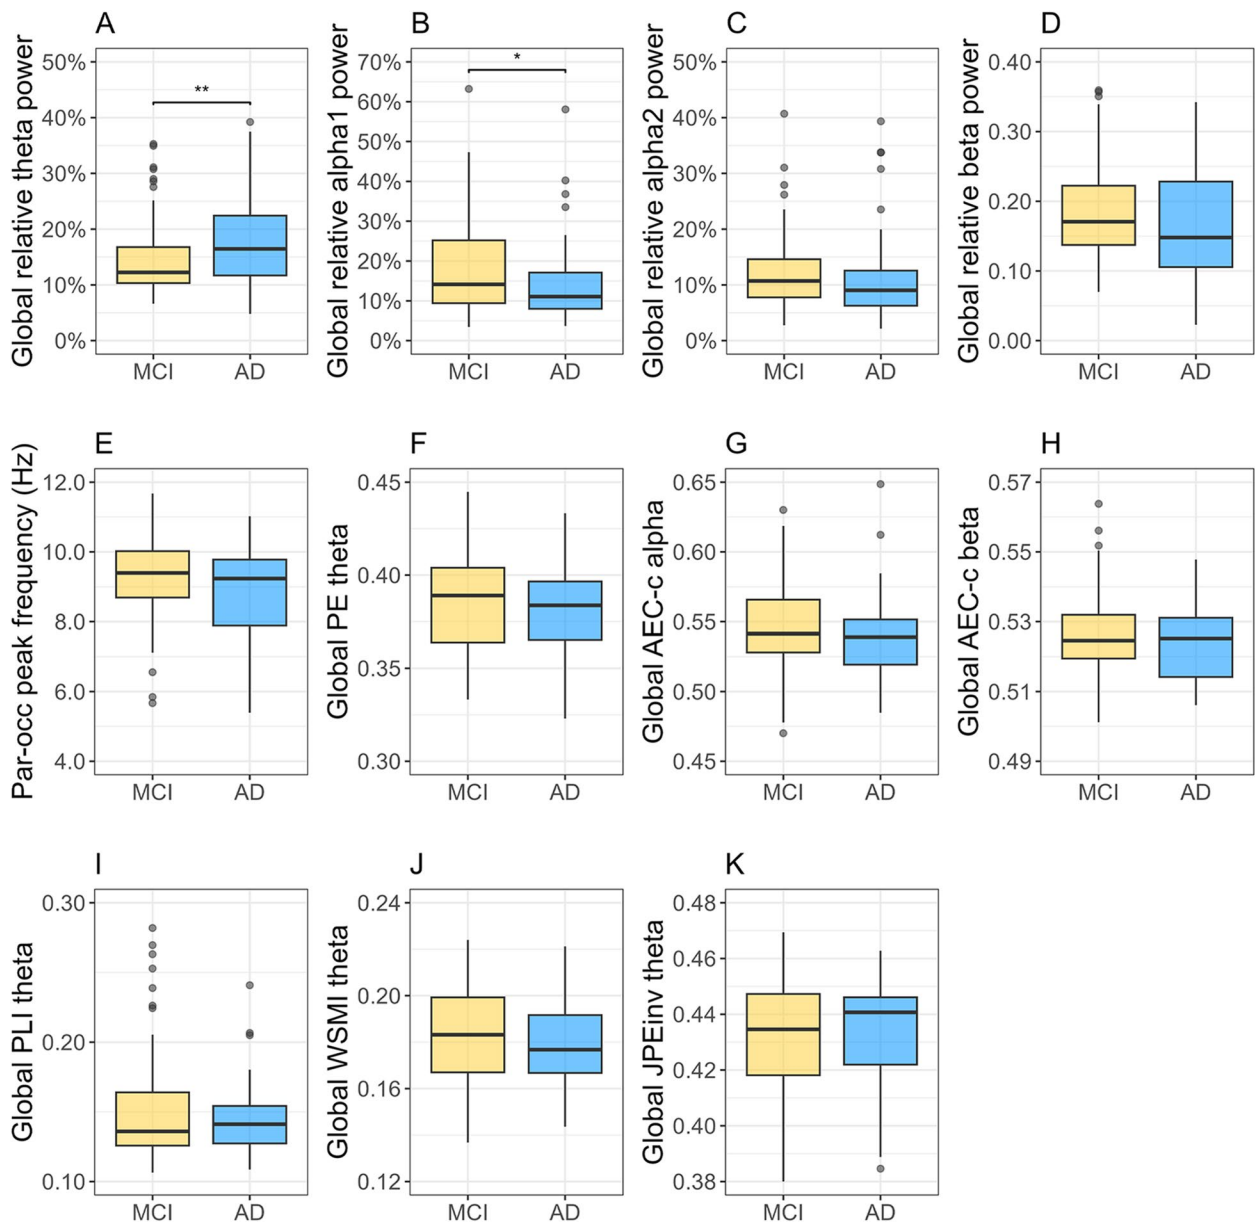 A
Global relative theta power
50%
40%
30%
20%
10%
0%
**
MCI AD
B
Global relative alpha1 power
70%
60%
50%
40%
30%
20%
10%
0%
*
MCI AD
C
Global relative alpha2 power
50%
40%
30%
20%
10%
0%
MCI AD
D
Global relative beta power
0.40
0.30
0.20
0.10
0.00
MCI AD
E
Par-occ peak frequency (Hz)
12.0
10.0
8.0
6.0
4.0
MCI AD
F
Global PE theta
0.45
0.40
0.35
0.30
MCI AD
G
Global AEC-c alpha
0.65
0.60
0.55
0.50
0.45
MCI AD
H
Global AEC-c beta
0.57
0.55
0.53
0.51
0.49
MCI AD
I
Global PLI theta
0.30
0.20
0.10
MCI AD
J
Global WSMI theta
0.24
0.20
0.16
0.12
MCI AD
K
Global JPEinv theta
0.48
0.46
0.44
0.42
0.40
0.38
MCI AD